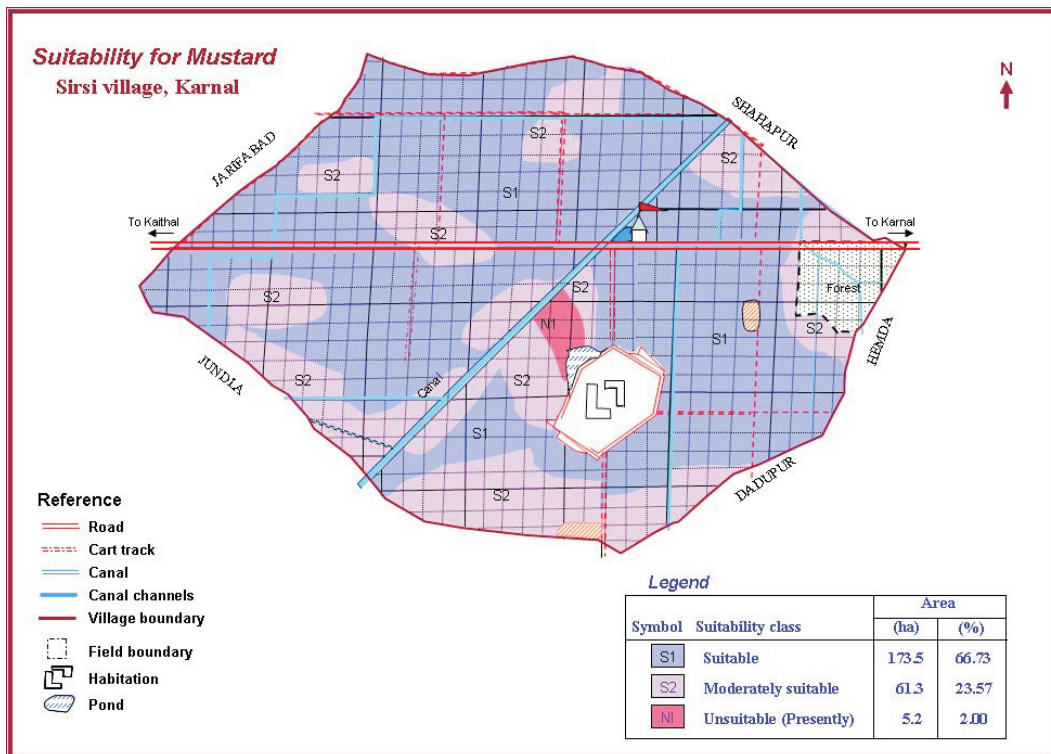 Suitability for Mustard
Sirsi village, Karnal
N
SHAHAPUR
JARIFABAD
S2
S2
S2
S1
To Kaithal
To Karnal
S2
S2
S2
Forest
N1
S1
S2
HEMDA
JUNDLA
S2
Canal
S2
S1
DADUPUR
S2
Reference
Road
Cart track
Canal
Canal channels
Village boundary
Field boundary
Habitation
Pond
Legend
Area
Symbol Suitability class (ha) (%)
S1 Suitable 173.5 66.73
S2 Moderately suitable 61.3 23.57
N1 Unsuitable (Presently) 5.2 2.00